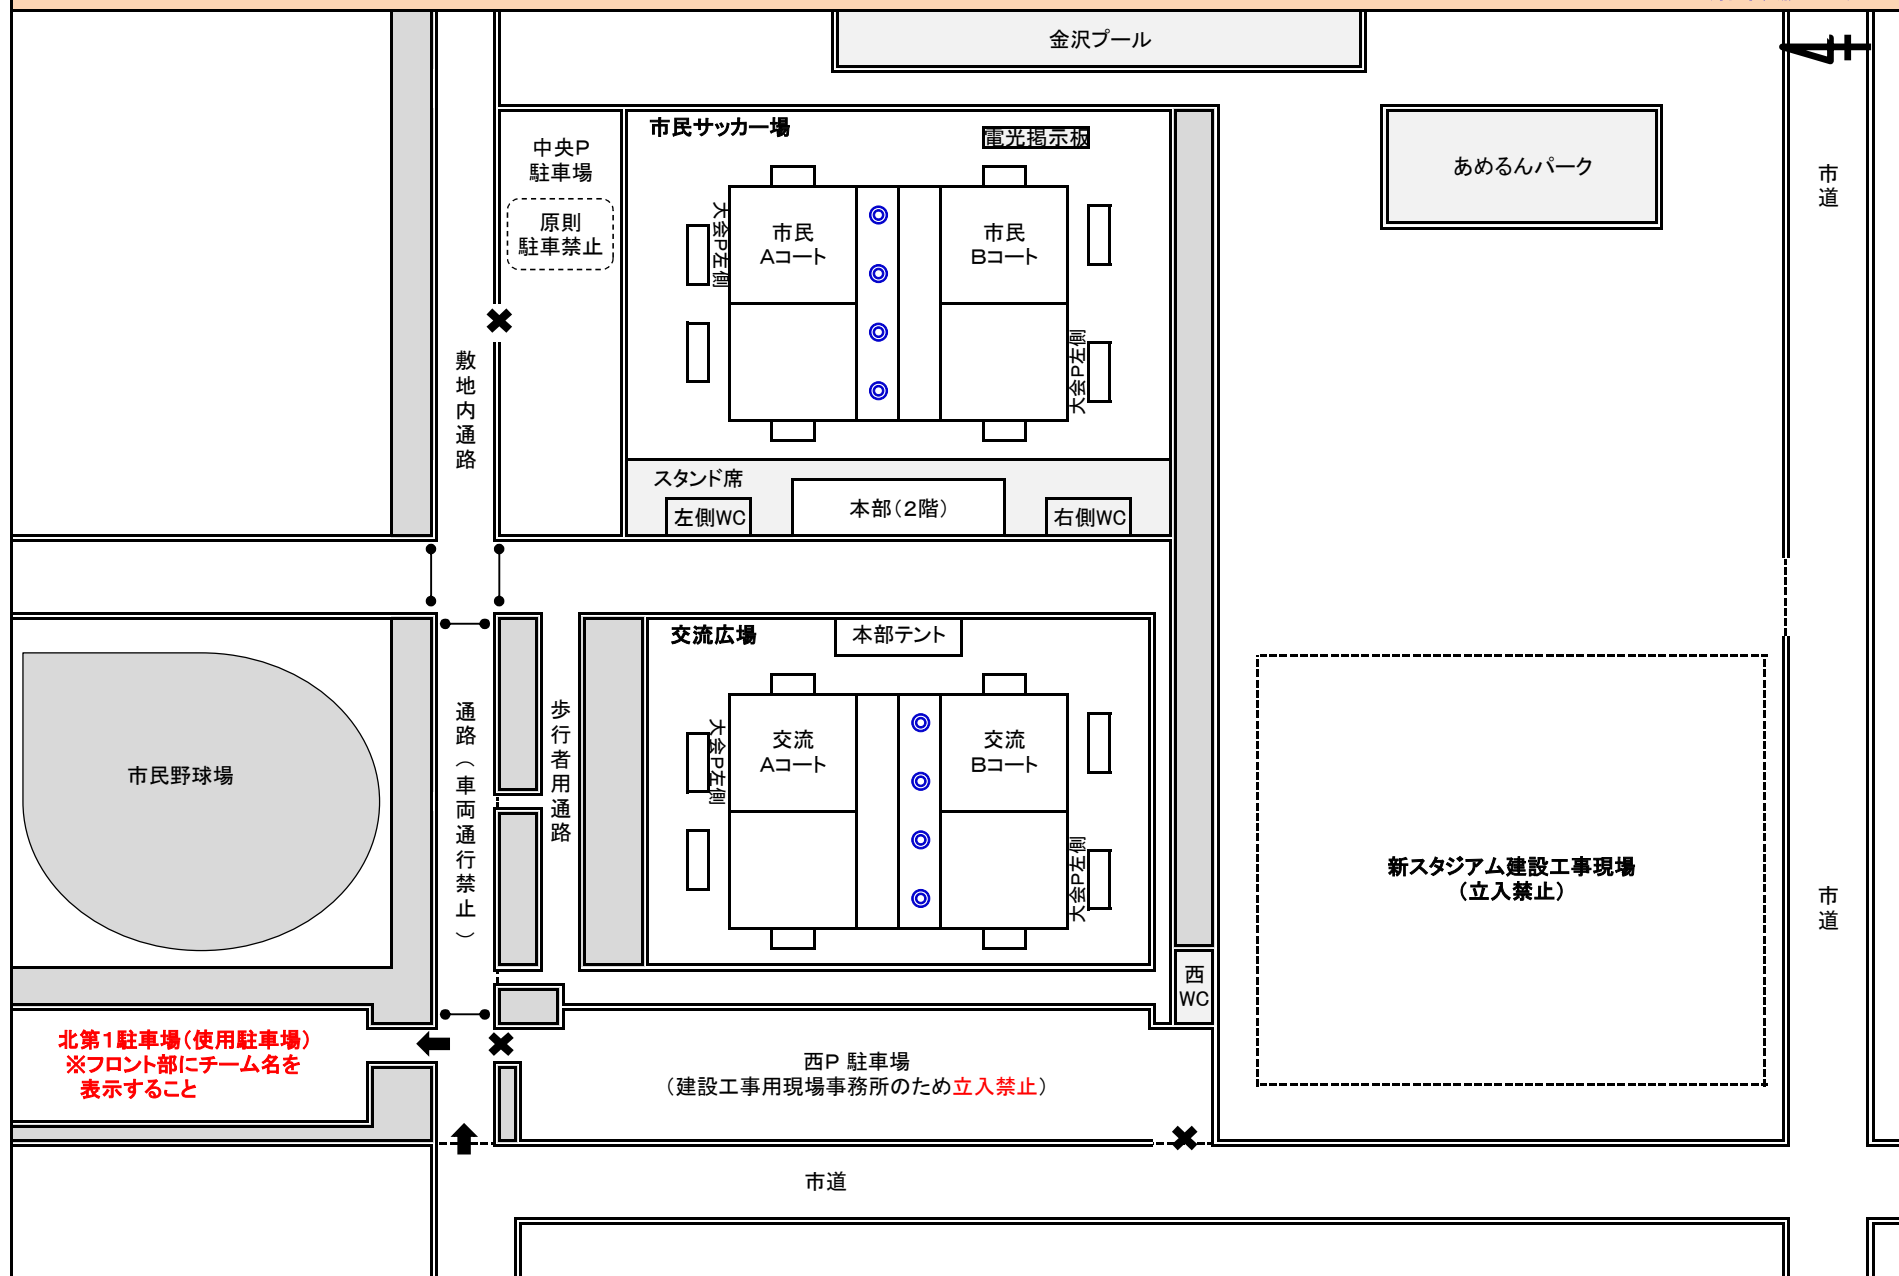 金沢プール
市民サッカー場
電光掲示板
中央P
駐車場
原則
駐車禁止
あめるんパーク
市道
大会P左側
市民
Aコート
市民
Bコート
大会P左側
敷地内通路
スタンド席
左側WC
本部（2階）
右側WC
交流広場
本部テント
通路（車両通行禁止）
歩行者用通路
市民野球場
大会P左側
交流
Aコート
交流
Bコート
大会P左側
新スタジアム建設工事現場
（立入禁止）
市道
西
WC
北第1駐車場（使用駐車場）
※フロント部にチーム名を
表示すること
西P 駐車場
（建設工事用現場事務所のため立入禁止）
市道